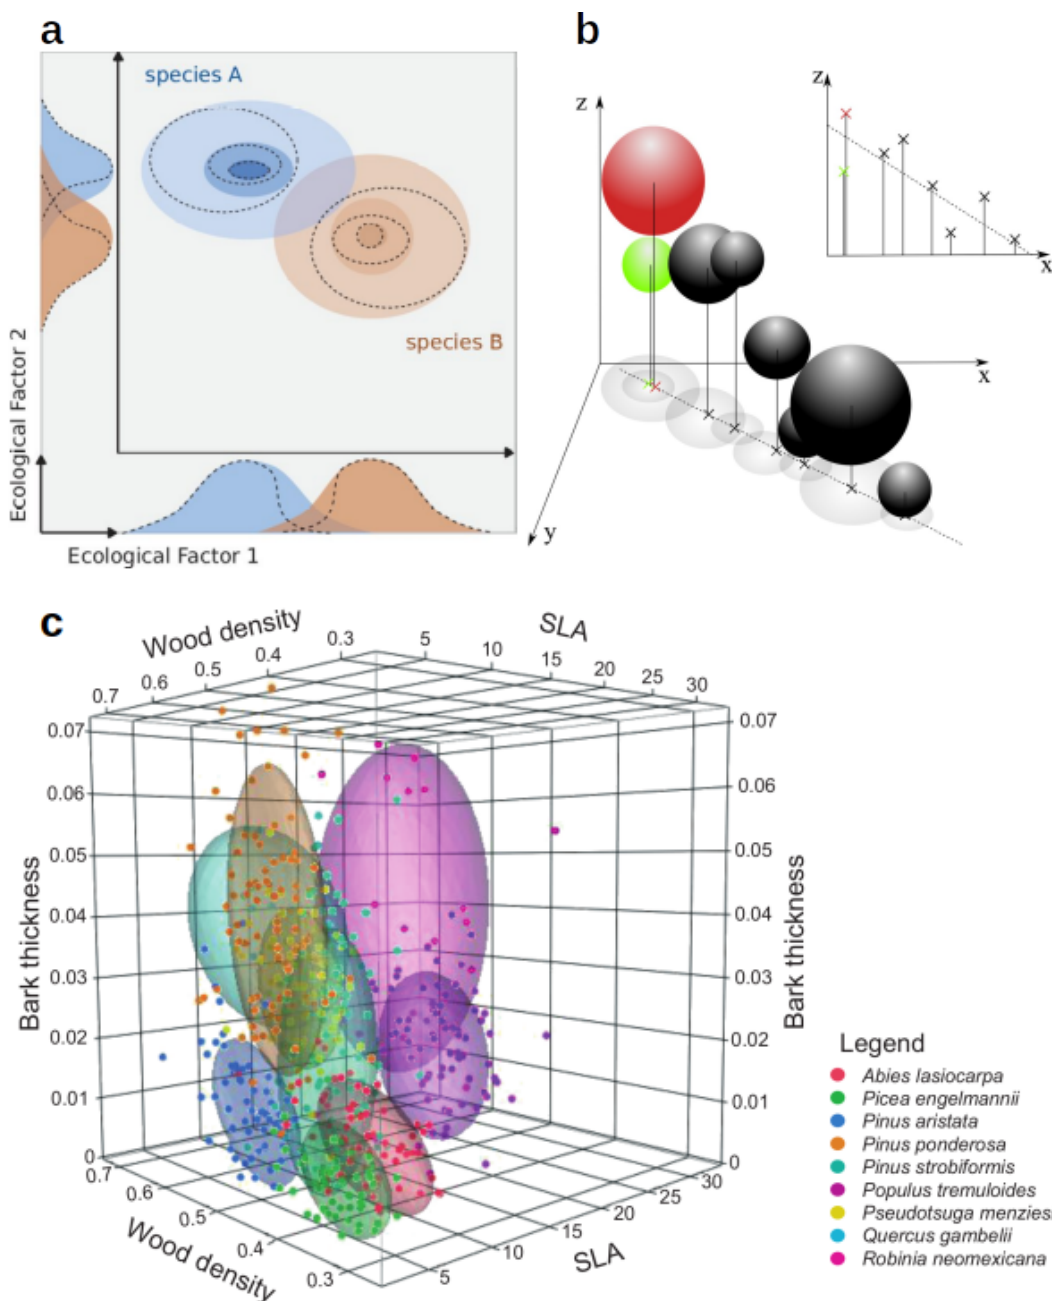 a
species A
species B
Ecological Factor 2
Ecological Factor 1
b
z
x
y
z
x
c
Wood density
SLA
0.7
0.6
0.5
0.4
0.3
5
10
15
20
25
30
0.07
0.06
0.05
0.04
0.03
0.02
0.01
0
Bark thickness
0.07
0.06
0.05
0.04
0.03
0.02
0.01
0
Bark thickness
0.7
0.6
0.5
0.4
0.3
Wood density
5
10
15
20
25
30
SLA
Legend
Abies lasiocarpa
Picea engelmannii
Pinus aristata
Pinus ponderosa
Pinus strobiformis
Populus tremuloides
Pseudotsuga menzies
Quercus gambelii
Robinia neomexicana